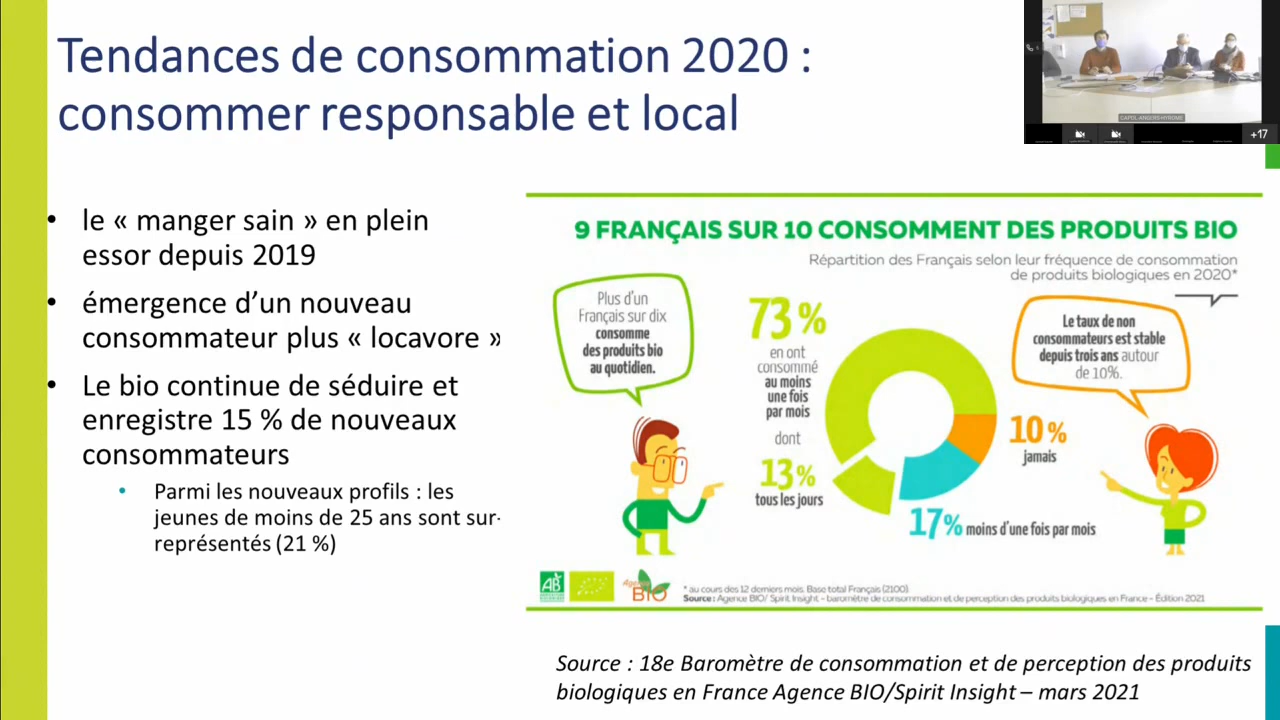 Tendances de consommation 2020 :
consommer responsable et local
CAPDL-ANGERS-HYROME
+17
• le « manger sain » en plein
essor depuis 2019
• émergence d’un nouveau
consommateur plus « locavore »
• Le bio continue de séduire et
enregistre 15 % de nouveaux
consommateurs
• Parmi les nouveaux profils : les
jeunes de moins de 25 ans sont sur-
représentés (21 %)
9 FRANÇAIS SUR 10 CONSOMMENT DES PRODUITS BIO
Répartition des Français selon leur fréquence de consommation
de produits biologiques en 2020*
Plus d’un
Français sur dix
consomme
des produits bio
au quotidien.
73 %
en ont
consommé
au moins
une fois
par mois
dont
13%
tous les jours
Le taux de non
consommateurs est stable
depuis trois ans autour
de 10%.
10 %
jamais
17% moins d’une fois par mois
AB
Agence
BIO
* au cours des 12 derniers mois. Base total Français (2100)
Source : Agence BIO/ Spirit Insight - baromètre de consommation et de perception des produits biologiques en France - Édition 2021
Source : 18e Baromètre de consommation et de perception des produits
biologiques en France Agence BIO/Spirit Insight – mars 2021